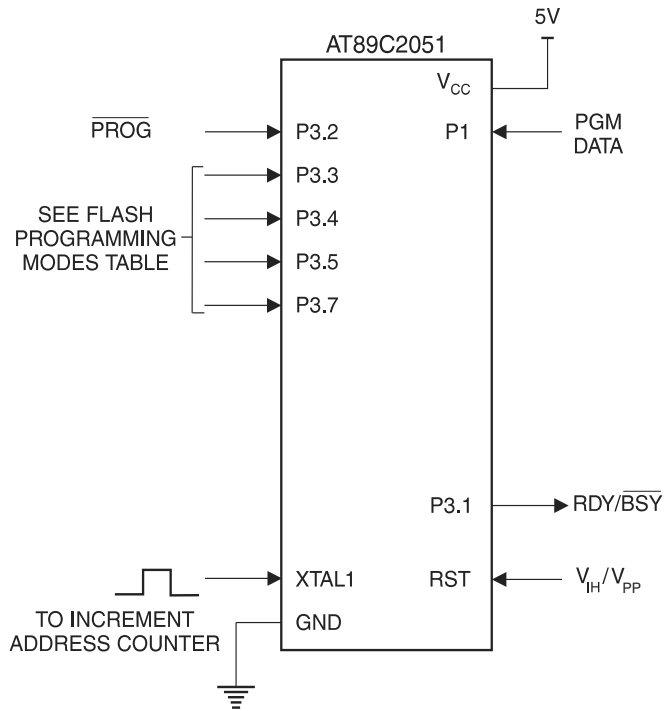 5V
AT89C2051
VCC
PROG
P3.2
P1
PGM
DATA
P3.3
SEE FLASH
PROGRAMMING
MODES TABLE
P3.4
P3.5
P3.7
P3.1
RDY/BSY
XTAL1
RST
VIH/VPP
TO INCREMENT
ADDRESS COUNTER
GND